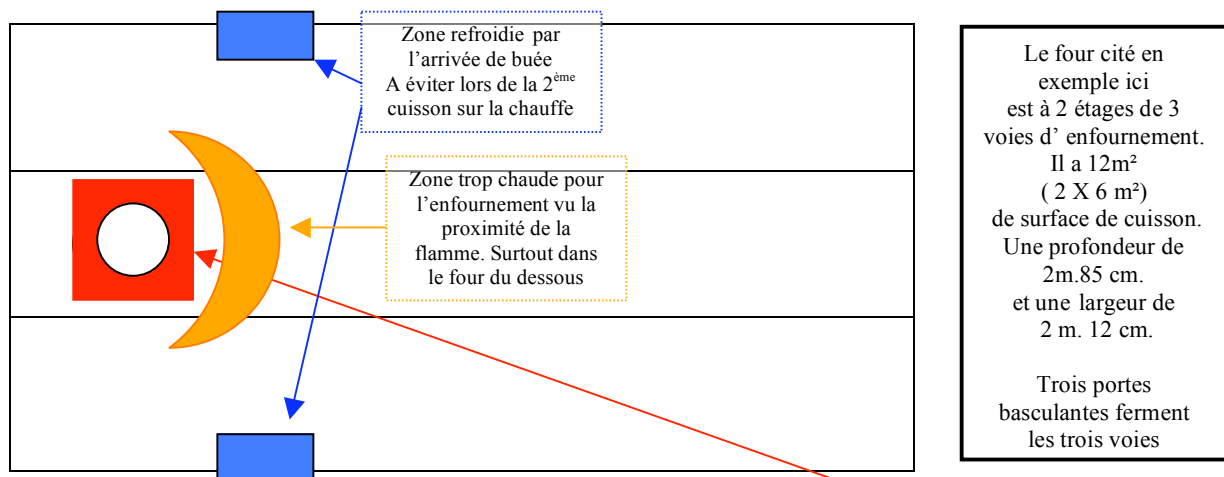 Zone refroidie par
l'arrivée de buée
A éviter lors de la 2ème
cuisson sur la chauffe
Zone trop chaude pour
l'enfournement vu la
proximité de la
flamme. Surtout dans
le four du dessous
Le four cité en
exemple ici
est à 2 étages de 3
voies d' enfournement.
Il a 12m²
( 2 X 6 m²)
de surface de cuisson.
Une profondeur de
2m.85 cm.
et une largeur de
2 m. 12 cm.
Trois portes
basculantes ferment
les trois voies